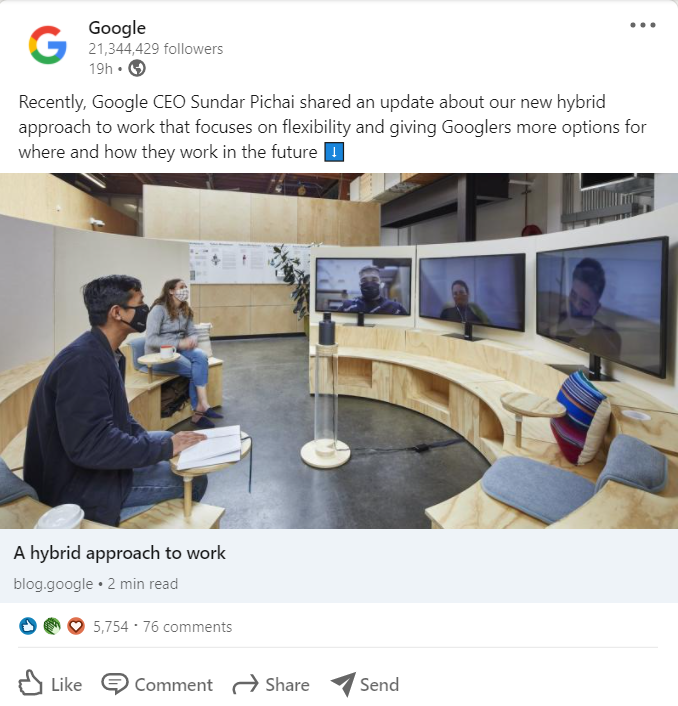 Google
21,344,429 followers
19h •
Recently, Google CEO Sundar Pichai shared an update about our new hybrid
approach to work that focuses on flexibility and giving Googlers more options for
where and how they work in the future ⬇
A hybrid approach to work
blog.google • 2 min read
5,754 · 76 comments
Like Comment Share Send